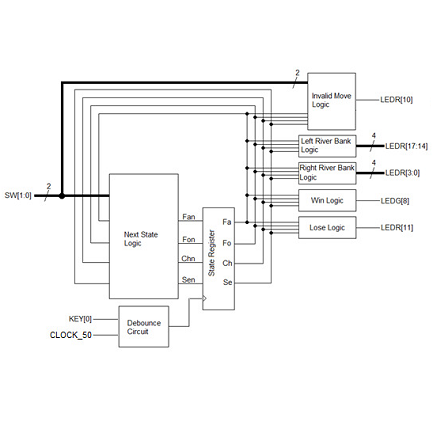 2
Invalid Move
Logic
LEDR[10]
4
Left River Bank
Logic
LEDR[17:14]
4
Right River Bank
Logic
LEDR[3:0]
SW[1:0]
2
Win Logic
LEDG[8]
Next State
Logic
Fan
Fon
Chn
Sen
State Register
Fa
Fo
Ch
Se
Lose Logic
LEDR[11]
KEY[0]
CLOCK_50
Debounce
Circuit